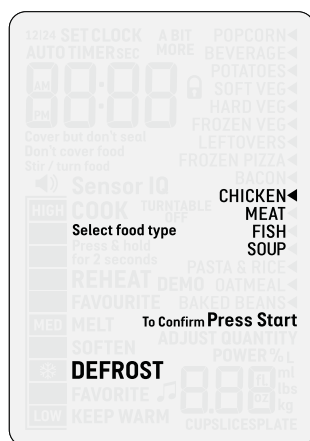 12|24 SET CLOCK A BIT POPCORN◀
AUTO TIMER SEC MORE BEVERAGE◀
POTATOES◀
AM 88:88 SOFT VEG◀
PM HARD VEG◀
FROZEN VEG◀
Cover but don't seal LEFTOVERS◀
Don't cover food
Stir / turn food FROZEN PIZZA◀
BACON◀
Sensor IQ
CHICKEN◀
HIGH COOK TURNTABLE OFF MEAT
Select food type FISH
Press & hold SOUP
for 2 seconds
PASTA & RICE◀
REHEAT DEMO OATMEAL◀
FAVOURITE BAKED BEANS◀
MED MELT To Confirm Press Start
ADJUST QUANTITY
SOFTEN POWER % L
DEFROST fl ml
FAVORITE 8.88 oz lbs
kg
LOW KEEP WARM CUPSLICESPLATE